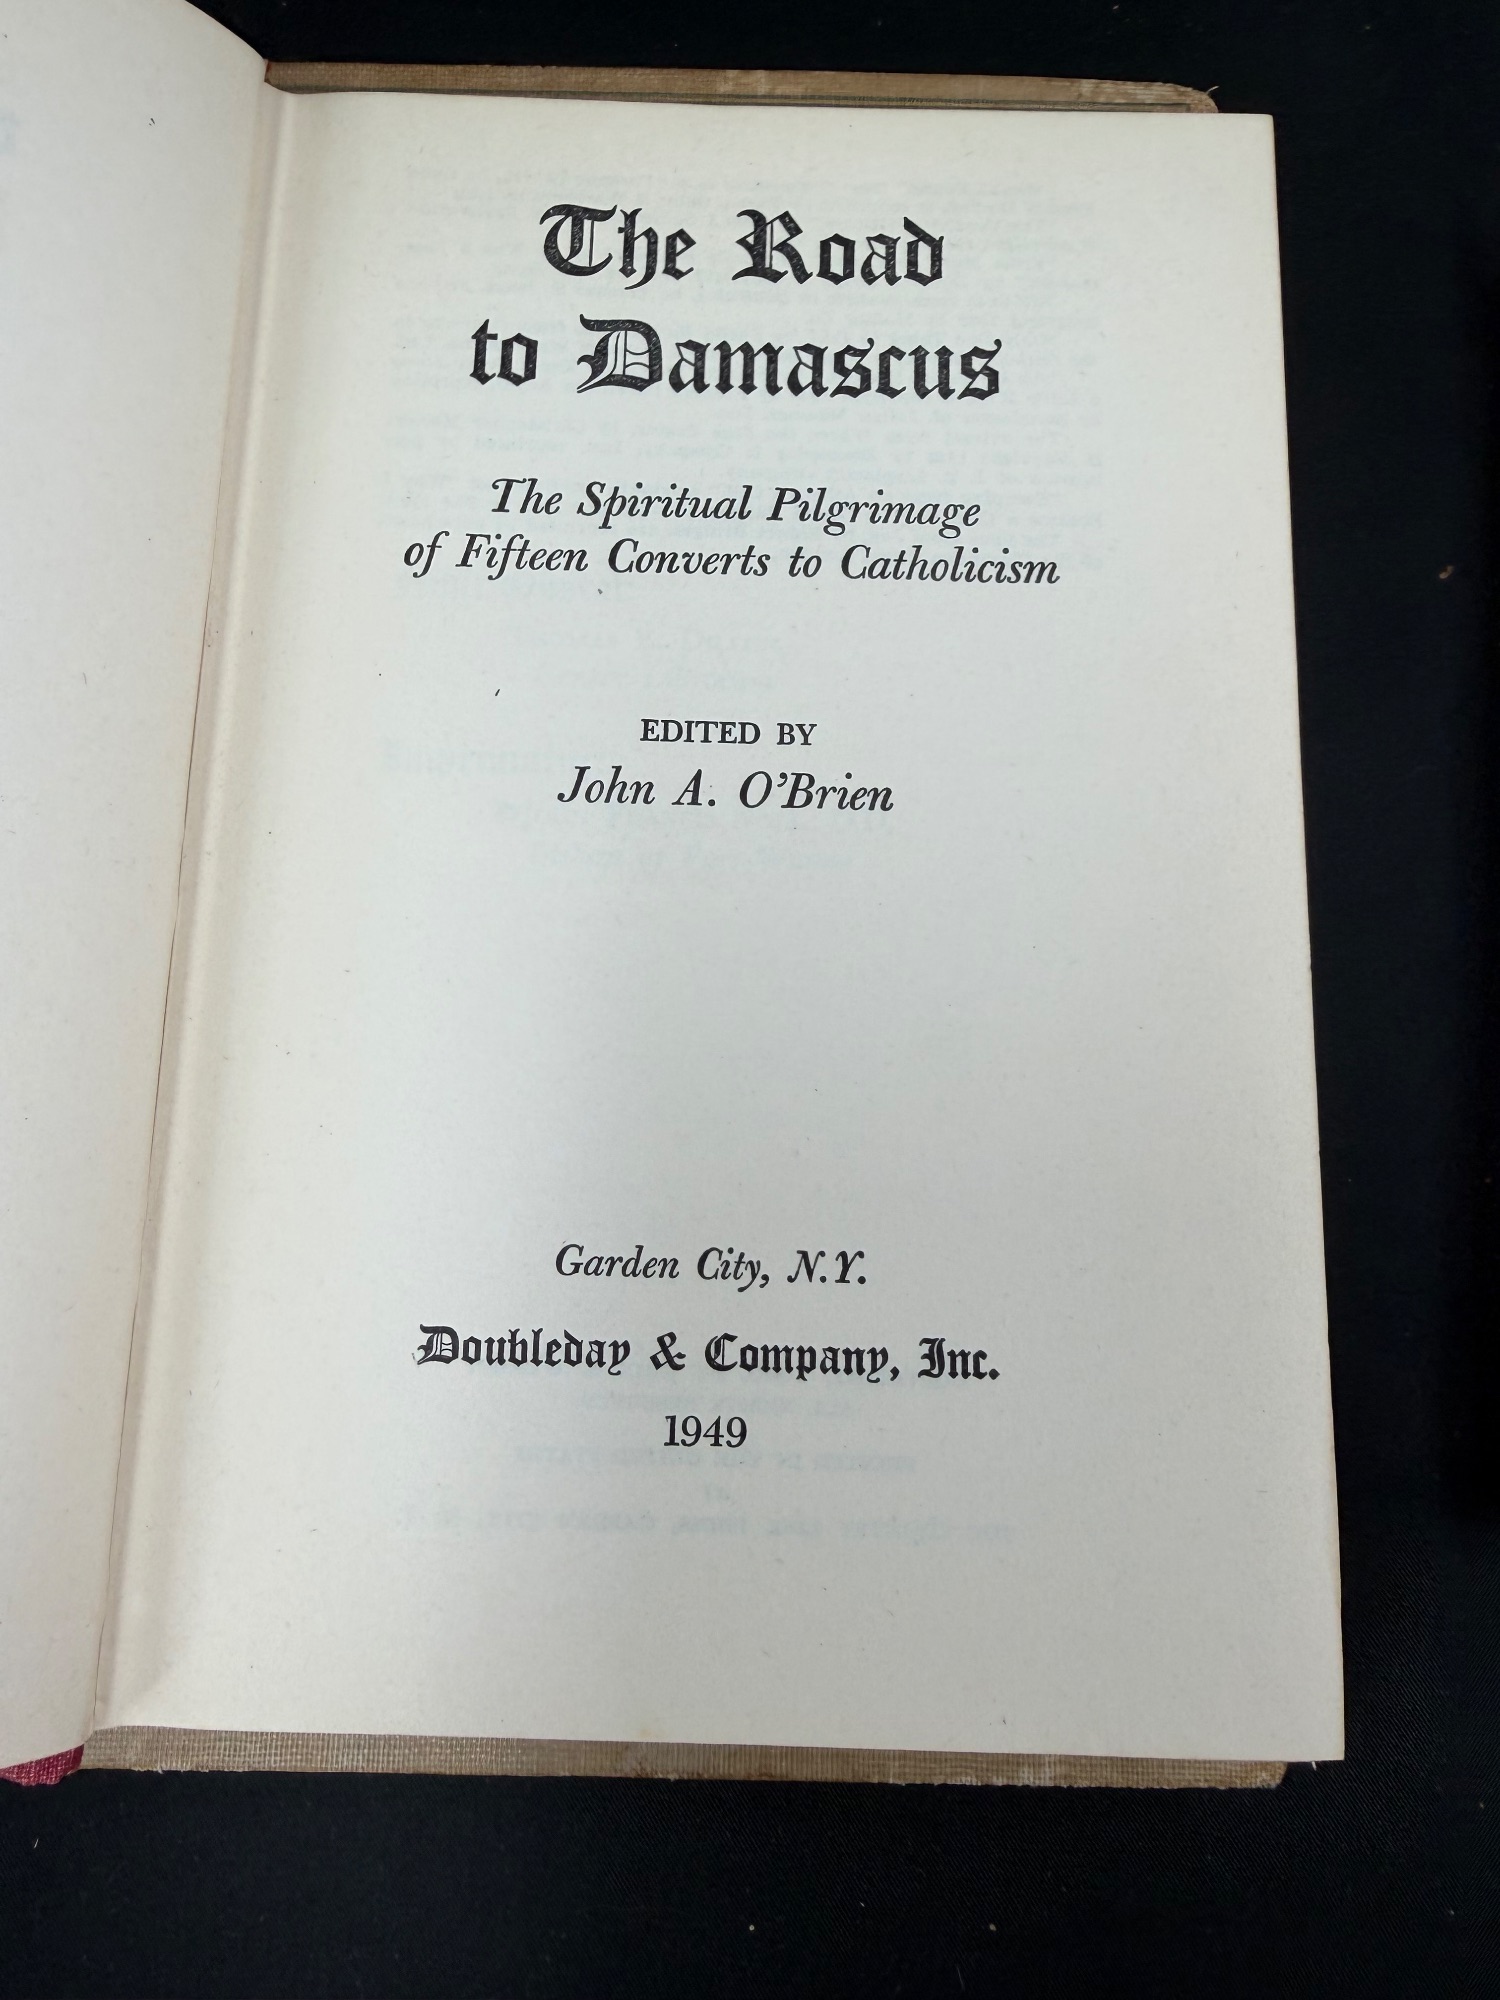 The Road
to Damascus
The Spiritual Pilgrimage
of Fifteen Converts to Catholicism
EDITED BY
John A. O'Brien
Garden City, N.Y.
Doubleday & Company, Inc.
1949